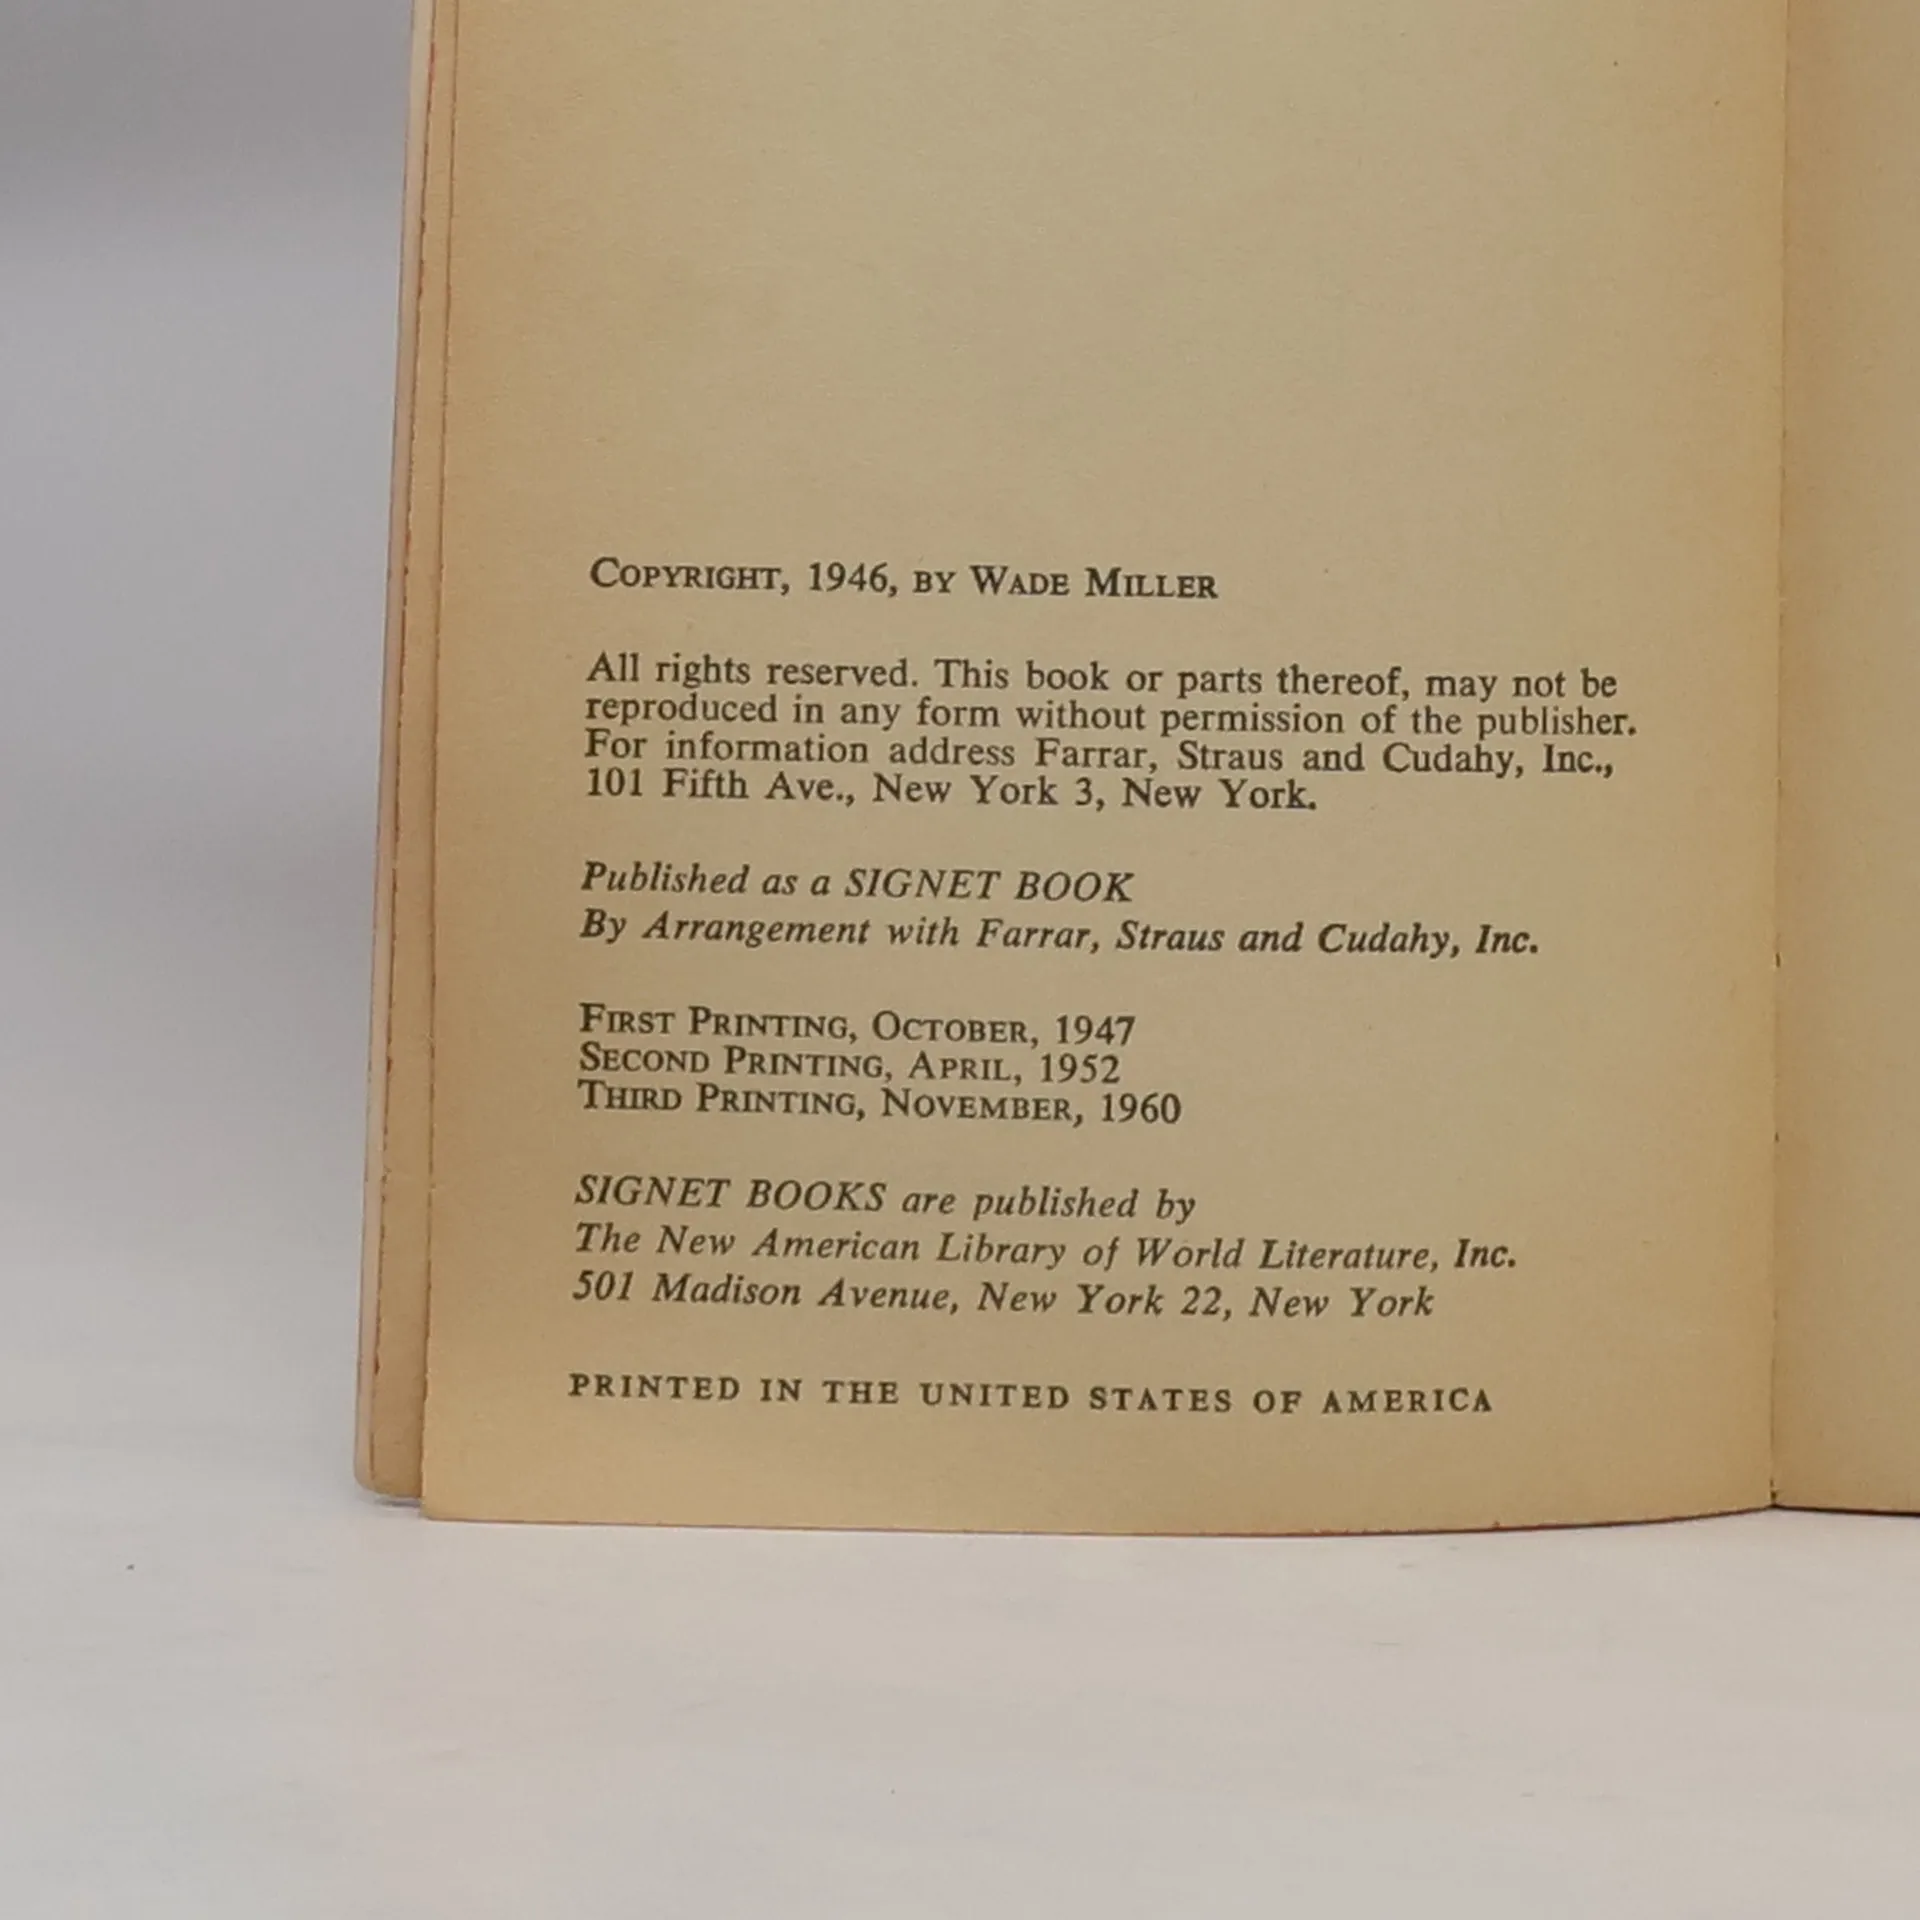 COPYRIGHT, 1946, BY WADE MILLER
All rights reserved. This book or parts thereof, may not be
reproduced in any form without permission of the publisher.
For information address Farrar, Straus and Cudahy, Inc.,
101 Fifth Ave., New York 3, New York.
Published as a SIGNET BOOK
By Arrangement with Farrar, Straus and Cudahy, Inc.
FIRST PRINTING, OCTOBER, 1947
SECOND PRINTING, APRIL, 1952
THIRD PRINTING, NOVEMBER, 1960
SIGNET BOOKS are published by
The New American Library of World Literature, Inc.
501 Madison Avenue, New York 22, New York
PRINTED IN THE UNITED STATES OF AMERICA